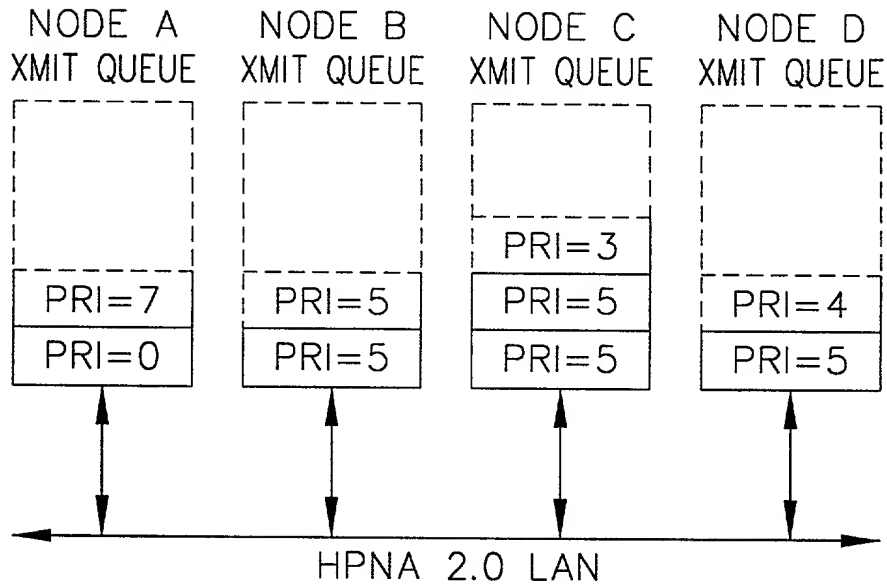 NODE A
XMIT QUEUE
NODE B
XMIT QUEUE
NODE C
XMIT QUEUE
NODE D
XMIT QUEUE
PRI=7
PRI=0
PRI=5
PRI=5
PRI=3
PRI=5
PRI=5
PRI=4
PRI=5
HPNA 2.0 LAN